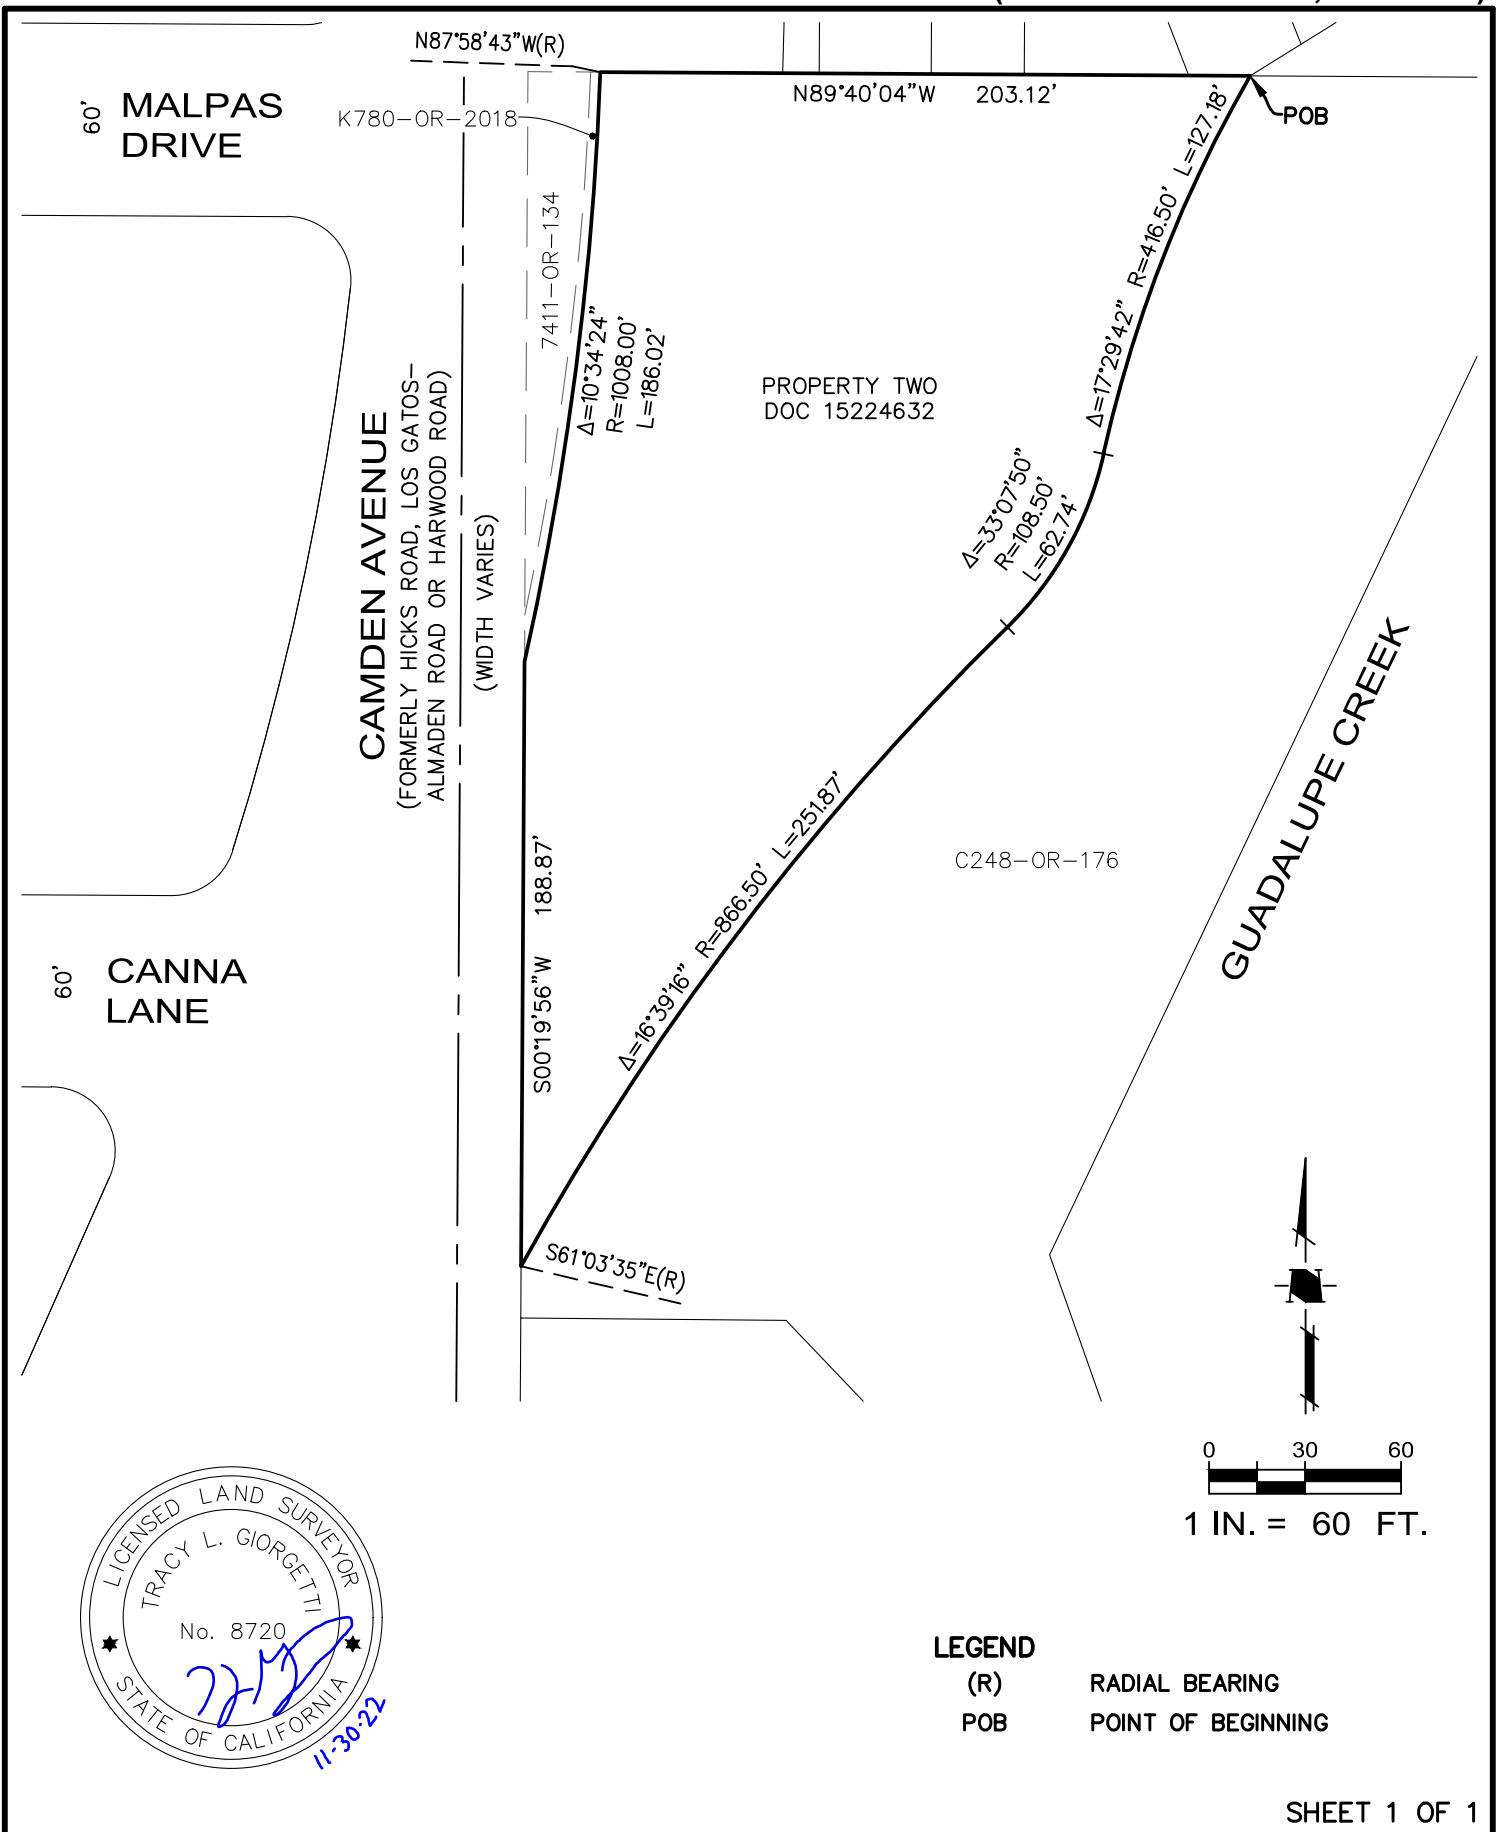 N87°58'43"W(R)
60'
MALPAS
DRIVE
K780-OR-2018
N89°40'04"W 203.12'
POB
7411-OR-134
Δ=17°29'42" R=416.50' L=127.18'
Δ=10°34'24"
R=1008.00'
L=186.02'
PROPERTY TWO
DOC 15224632
CAMDEN AVENUE
(FORMERLY HICKS ROAD, LOS GATOS-
ALMADEN ROAD OR HARWOOD ROAD)
(WIDTH VARIES)
Δ=33°07'50"
R=108.50'
L=62.74'
GUADALUPE CREEK
Δ=16°39'16" R=866.50' L=251.87'
C248-OR-176
S00°19'56"W 188.87'
60'
CANNA
LANE
S61°03'35"E(R)
0 30 60
1 IN. = 60 FT.
LICENSED LAND SURVEYOR
TRACY L. GIORGETTI
No. 8720
STATE OF CALIFORNIA
11-30-22
LEGEND
(R) RADIAL BEARING
POB POINT OF BEGINNING
SHEET 1 OF 1